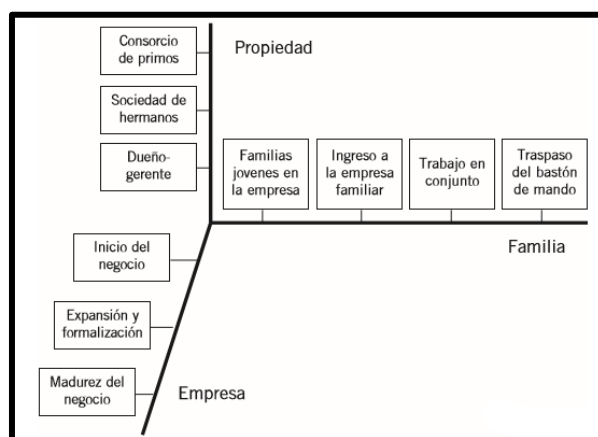 Consorcio
de primos
Propiedad
Sociedad de
hermanos
Dueño-
gerente
Familias
jovenes en
la empresa
Ingreso a
la empresa
familiar
Trabajo en
conjunto
Traspaso
del bastón
de mando
Familia
Inicio del
negocio
Expansión y
formalización
Madurez del
negocio
Empresa